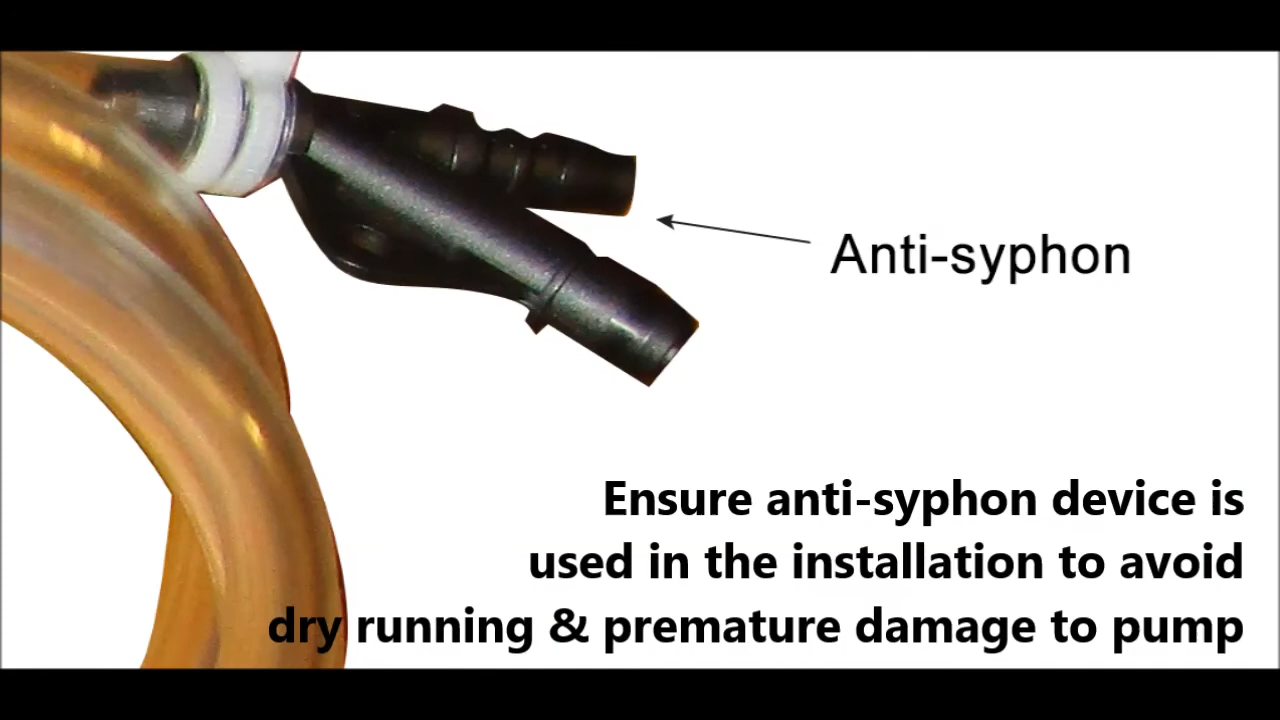 Anti-syphon
Ensure anti-syphon device is
used in the installation to avoid
dry running & premature damage to pump